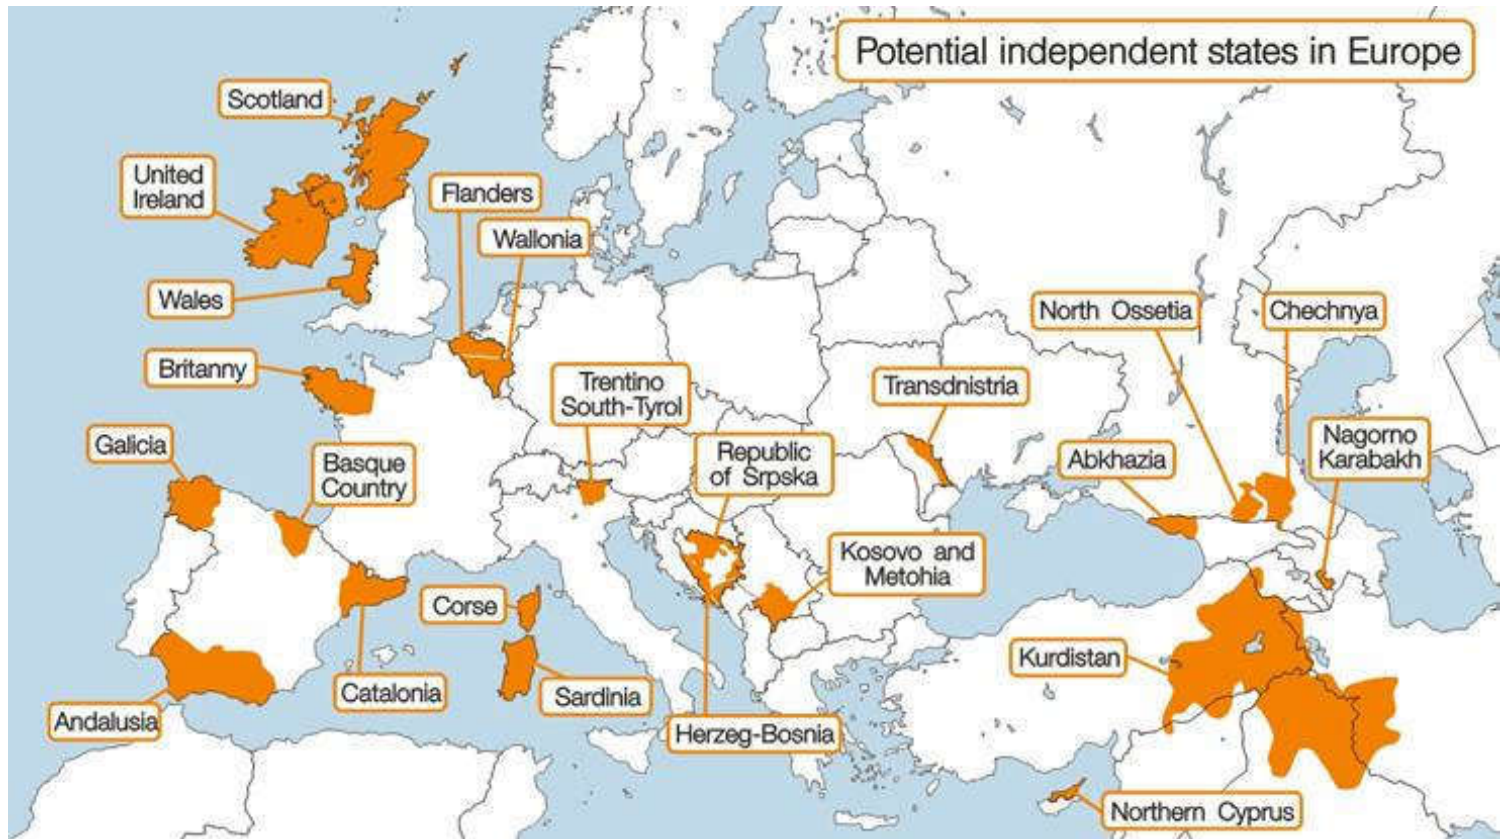 Potential independent states in Europe
Scotland
United
Ireland
Flanders
Wallonia
Wales
Britanny
Trentino
South-Tyrol
North Ossetia
Chechnya
Transdnistria
Galicia
Basque
Country
Republic
of Srpska
Abkhazia
Nagorno
Karabakh
Kosovo and
Metohia
Corse
Kurdistan
Catalonia
Sardinia
Andalusia
Herzeg-Bosnia
Northern Cyprus